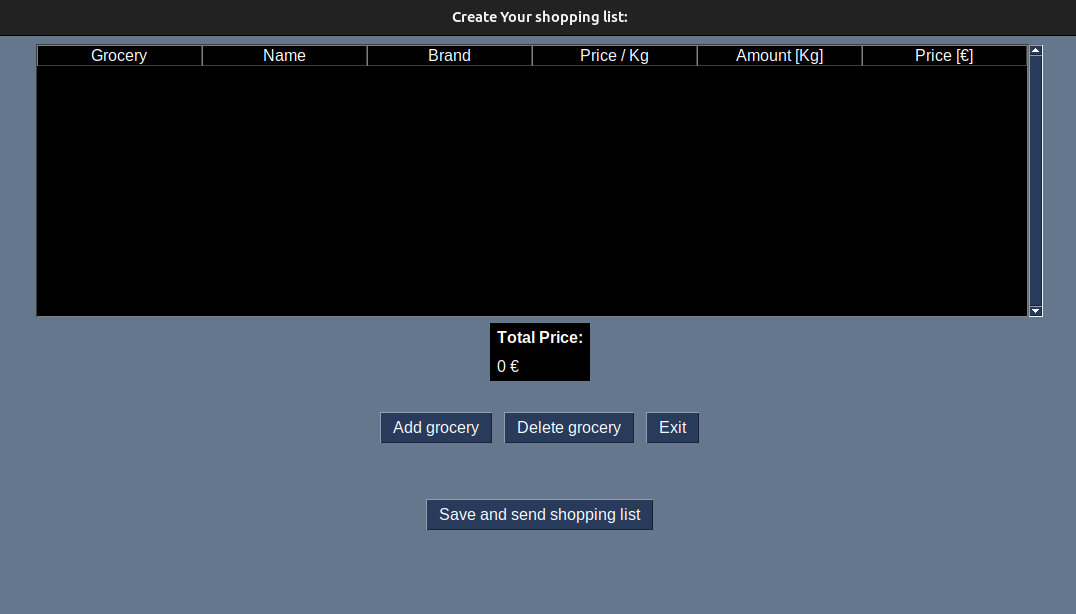 Create Your shopping list:
Grocery Name Brand Price / Kg Amount [Kg] Price [€]
Total Price:
0 €
Add grocery Delete grocery Exit
Save and send shopping list